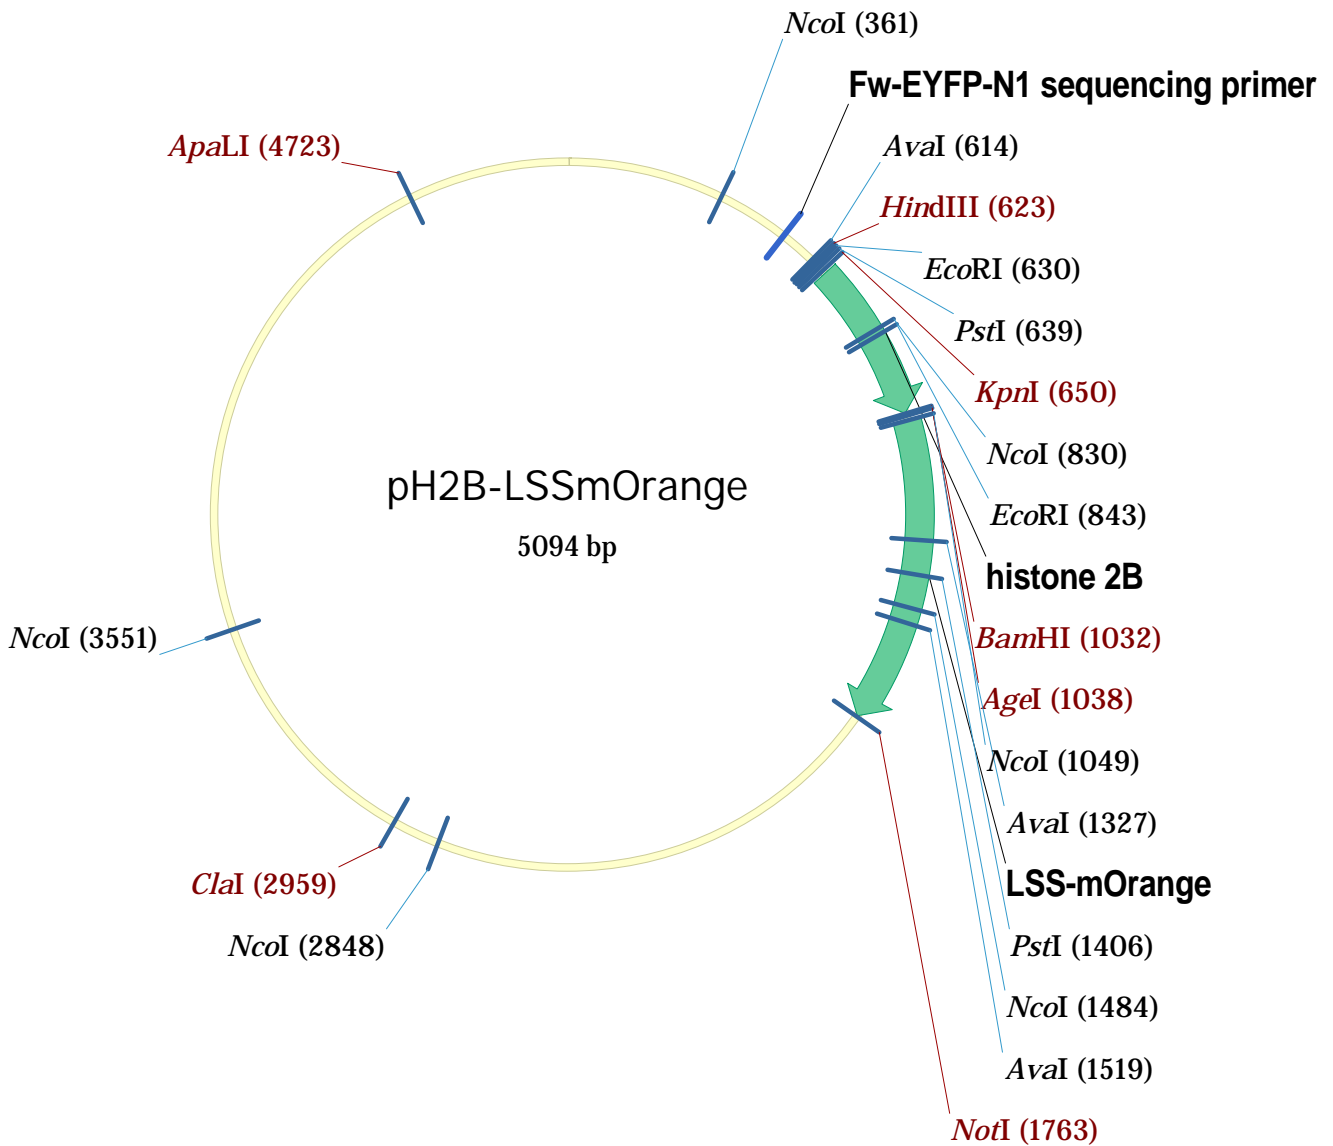 NcoI (361)
Fw-EYFP-N1 sequencing primer
ApaLI (4723)
AvaI (614)
HindIII (623)
EcoRI (630)
PstI (639)
KpnI (650)
NcoI (830)
pH2B-LSSmOrange
EcoRI (843)
5094 bp
histone 2B
NcoI (3551)
BamHI (1032)
AgeI (1038)
NcoI (1049)
AvaI (1327)
ClaI (2959)
LSS-mOrange
NcoI (2848)
PstI (1406)
NcoI (1484)
AvaI (1519)
NotI (1763)